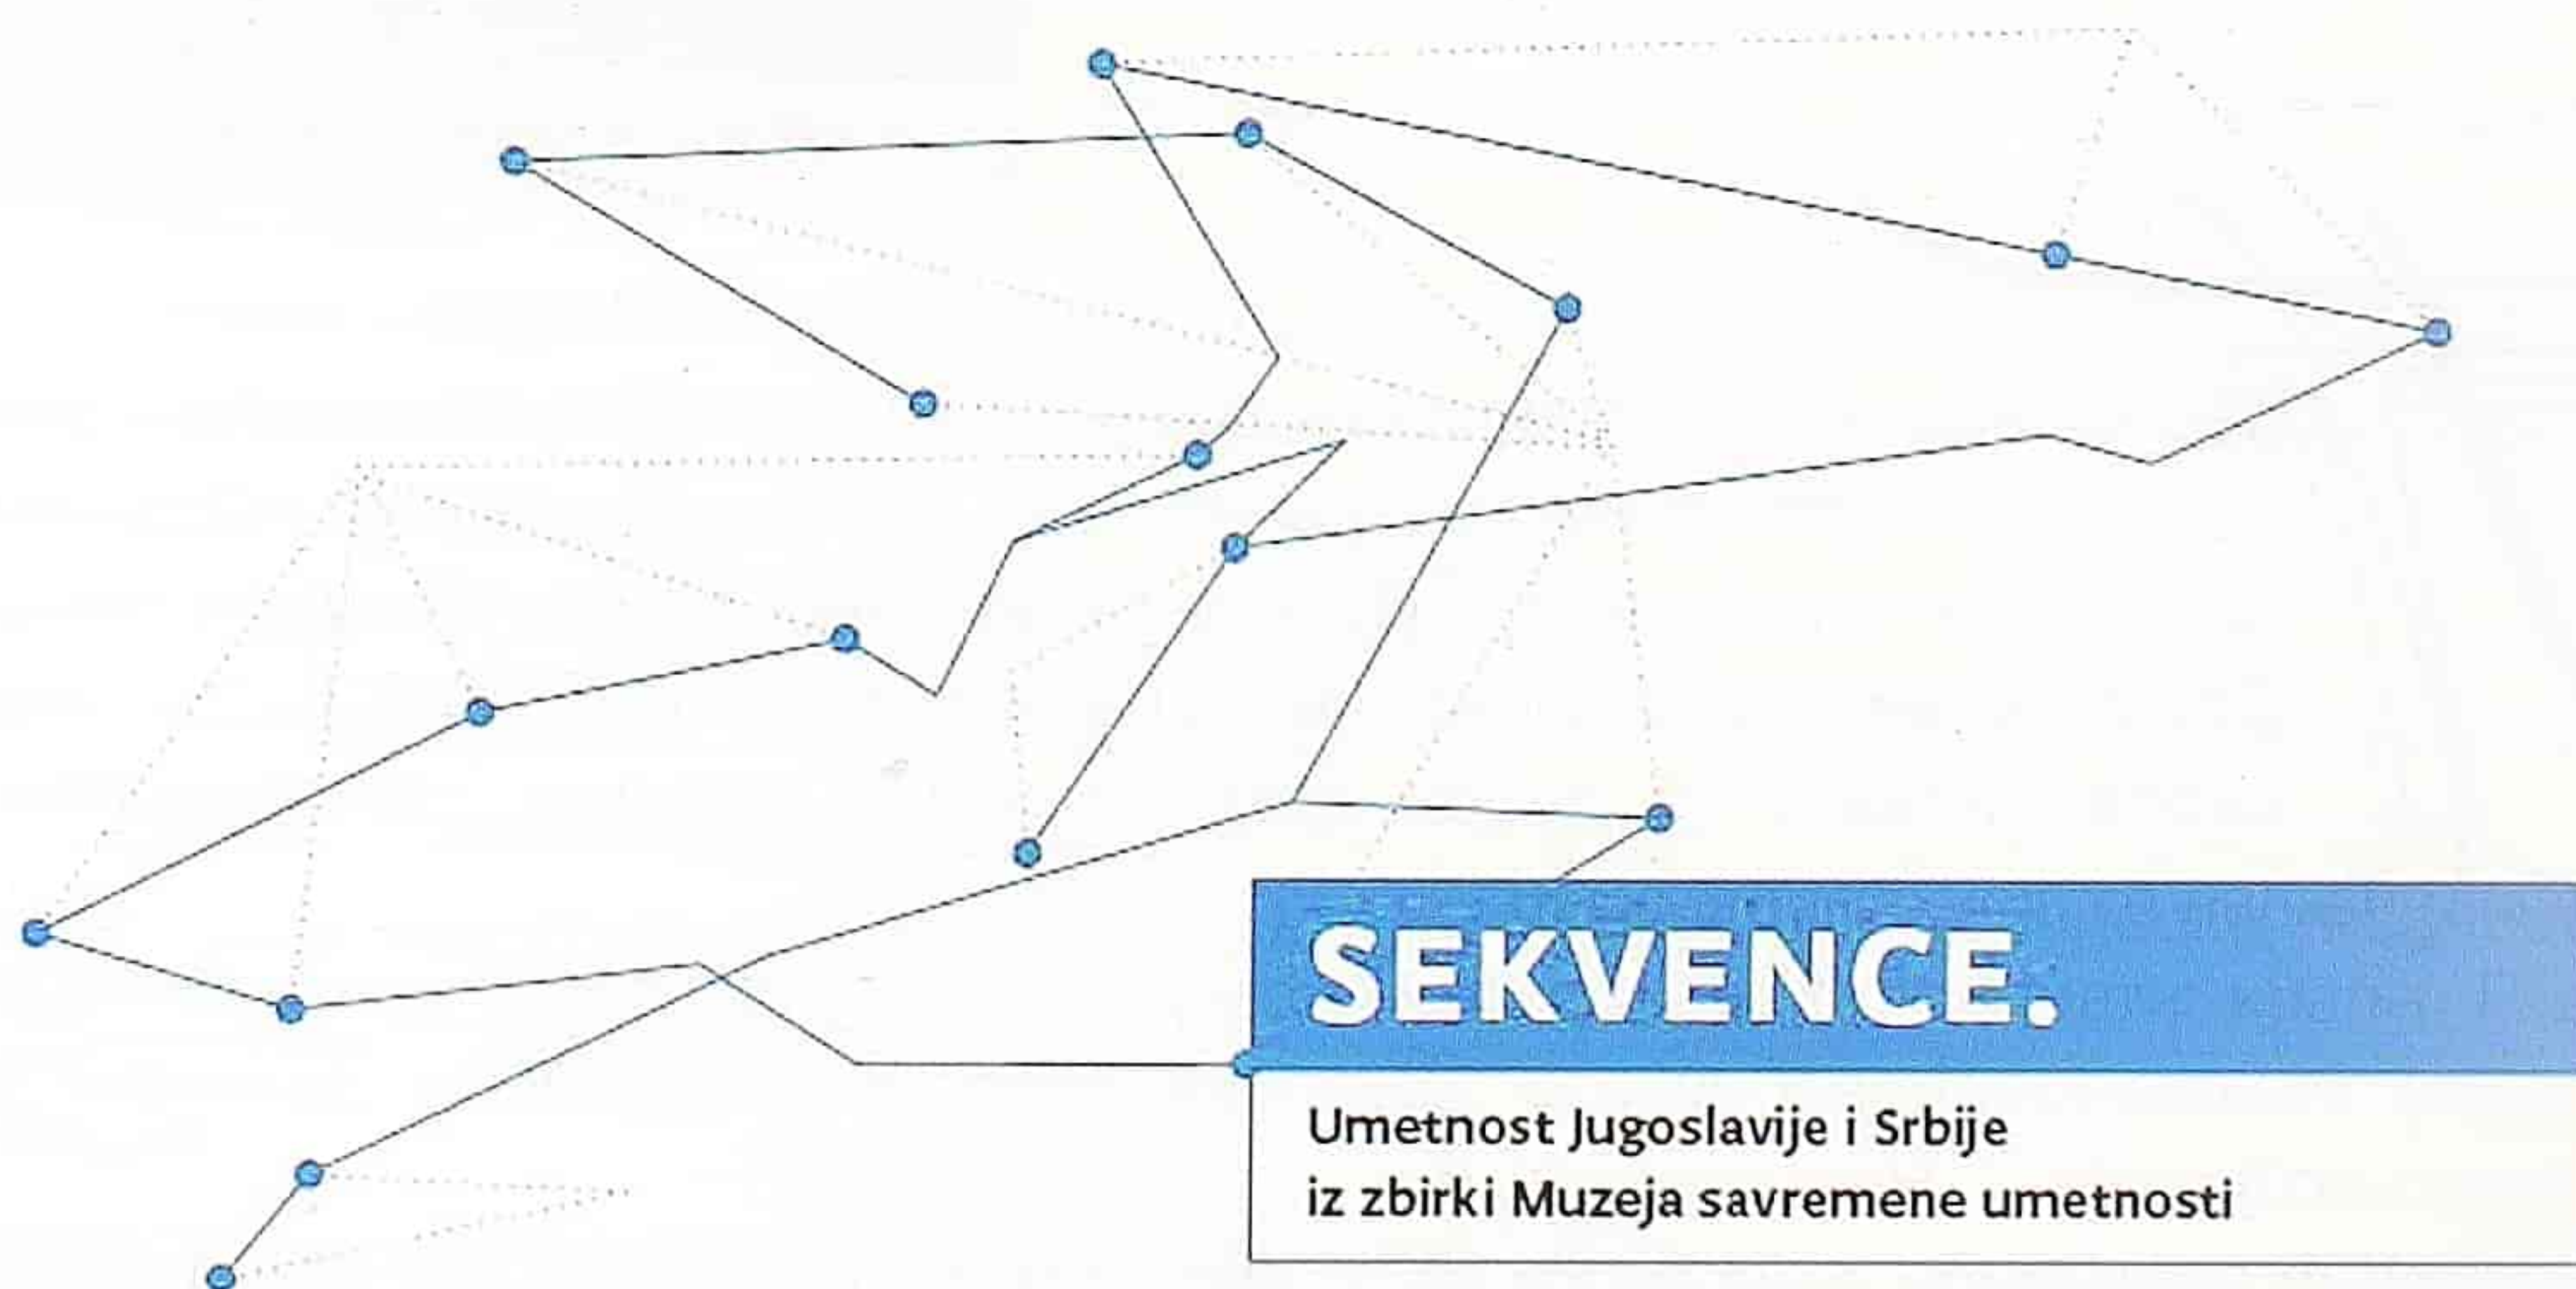 SEKVENCE.
Umetnost Jugoslavije i Srbije
iz zbirki Muzeja savremene umetnosti